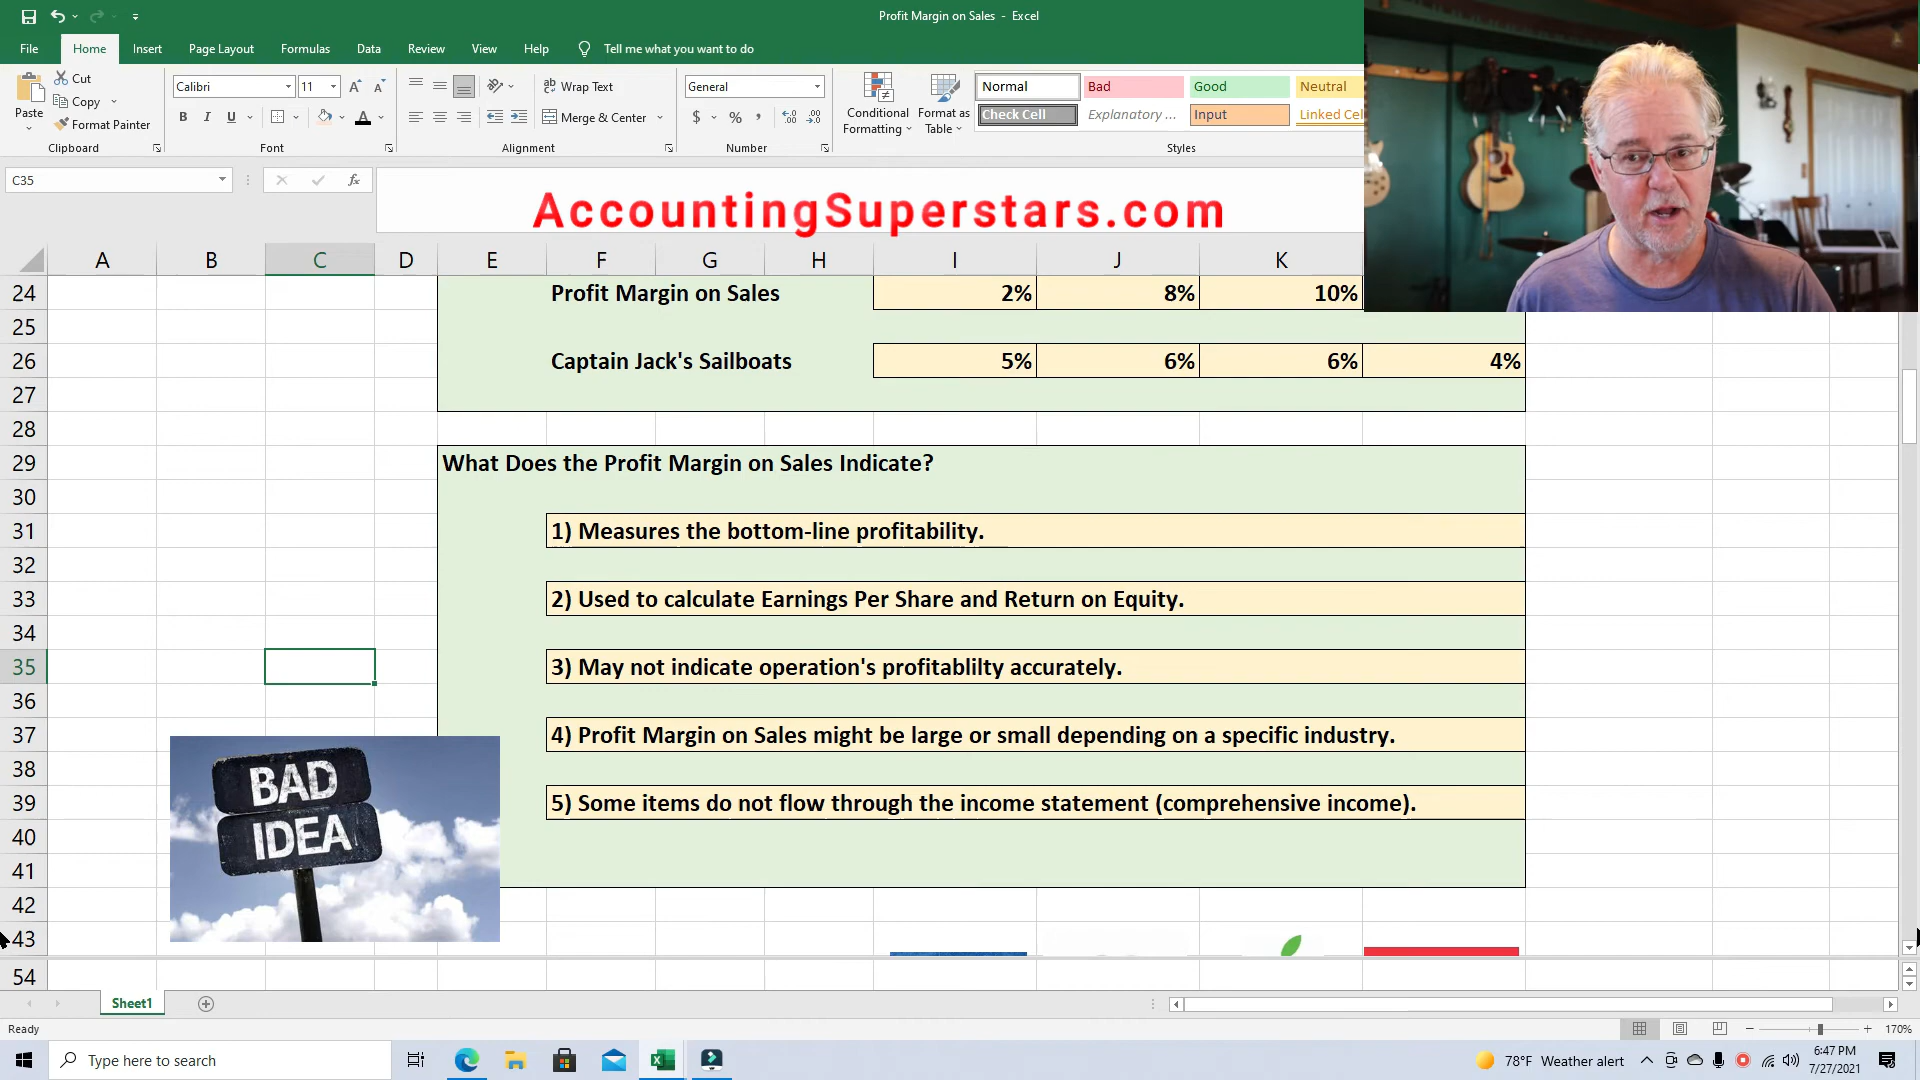 Profit Margin on Sales - Excel
File Home Insert Page Layout Formulas Data Review View Help Tell me what you want to do
Paste
Cut
Copy
Format Painter
Clipboard
Calibri 11
B I U
Font
Wrap Text
Merge & Center
Alignment
General
$ % ,
Number
Conditional Formatting
Format as Table
Normal Bad Good Neutral
Check Cell Explanatory ... Input Linked Cel
Styles
C35 fx
AccountingSuperstars.com
A B C D E F G H I J K
24 Profit Margin on Sales 2% 8% 10%
25
26 Captain Jack's Sailboats 5% 6% 6% 4%
27
28
29 What Does the Profit Margin on Sales Indicate?
30
31 1) Measures the bottom-line profitability.
32
33 2) Used to calculate Earnings Per Share and Return on Equity.
34
35 3) May not indicate operation's profitablilty accurately.
36
37 4) Profit Margin on Sales might be large or small depending on a specific industry.
38
39 5) Some items do not flow through the income statement (comprehensive income).
40
41
42
43
54
BAD
IDEA
Sheet1
Ready 170%
Type here to search
78°F Weather alert
6:47 PM
7/27/2021